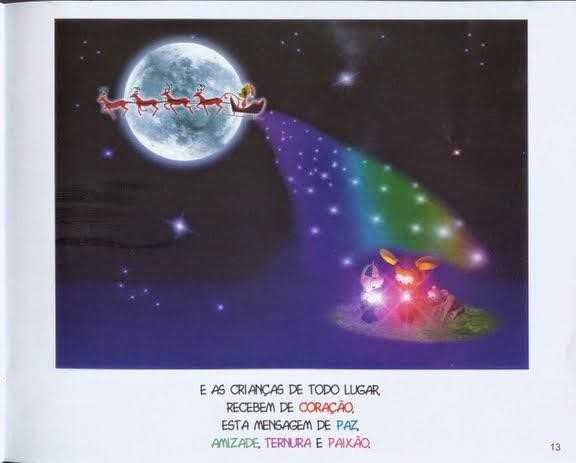 E AS CRIANÇAS DE TODO LUGAR,
RECEBEM DE CORAÇÃO,
ESTA MENSAGEM DE PAZ,
AMIZADE, TERNURA E PAIXÃO.
13